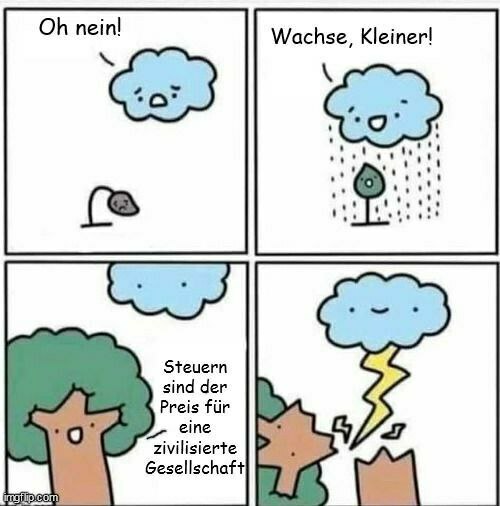 Oh nein!
Wachse, Kleiner!
Steuern
sind der
Preis für
eine
zivilisierte
Gesellschaft
imgflip.com